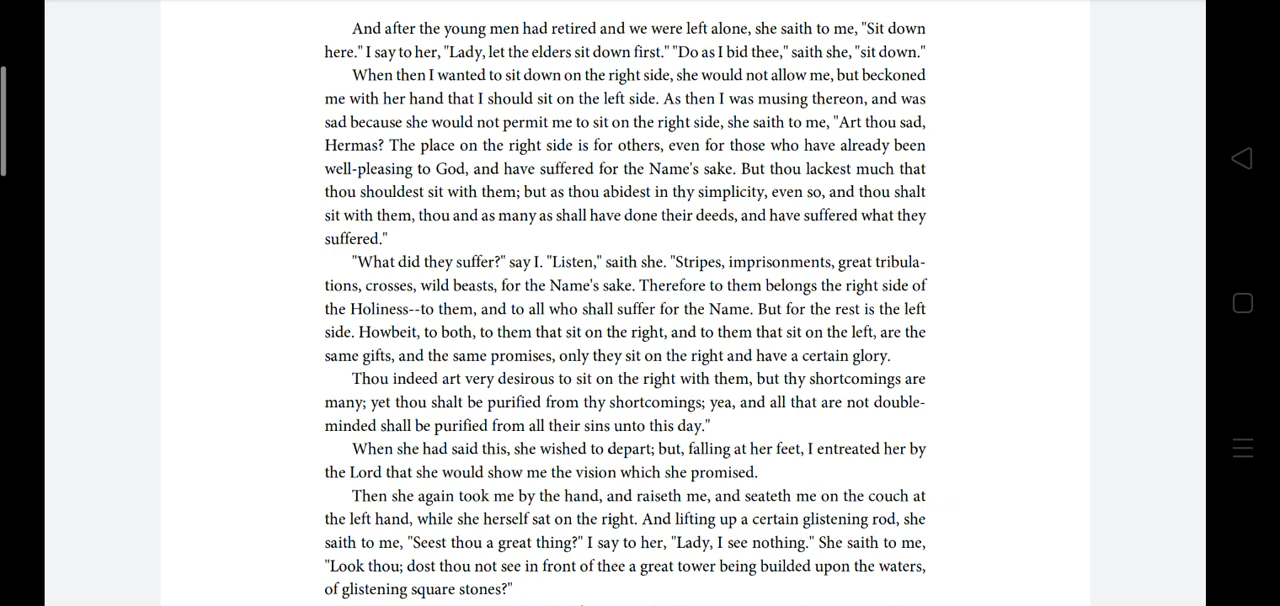 And after the young men had retired and we were left alone, she saith to me, "Sit down
here." I say to her, "Lady, let the elders sit down first." "Do as I bid thee," saith she, "sit down."
When then I wanted to sit down on the right side, she would not allow me, but beckoned
me with her hand that I should sit on the left side. As then I was musing thereon, and was
sad because she would not permit me to sit on the right side, she saith to me, "Art thou sad,
Hermas? The place on the right side is for others, even for those who have already been
well-pleasing to God, and have suffered for the Name's sake. But thou lackest much that
thou shouldest sit with them; but as thou abidest in thy simplicity, even so, and thou shalt
sit with them, thou and as many as shall have done their deeds, and have suffered what they
suffered."
"What did they suffer?" say I. "Listen," saith she. "Stripes, imprisonments, great tribula-
tions, crosses, wild beasts, for the Name's sake. Therefore to them belongs the right side of
the Holiness--to them, and to all who shall suffer for the Name. But for the rest is the left
side. Howbeit, to both, to them that sit on the right, and to them that sit on the left, are the
same gifts, and the same promises, only they sit on the right and have a certain glory.
Thou indeed art very desirous to sit on the right with them, but thy shortcomings are
many; yet thou shalt be purified from thy shortcomings; yea, and all that are not double-
minded shall be purified from all their sins unto this day."
When she had said this, she wished to depart; but, falling at her feet, I entreated her by
the Lord that she would show me the vision which she promised.
Then she again took me by the hand, and raiseth me, and seateth me on the couch at
the left hand, while she herself sat on the right. And lifting up a certain glistening rod, she
saith to me, "Seest thou a great thing?" I say to her, "Lady, I see nothing." She saith to me,
"Look thou; dost thou not see in front of thee a great tower being builded upon the waters,
of glistening square stones?"